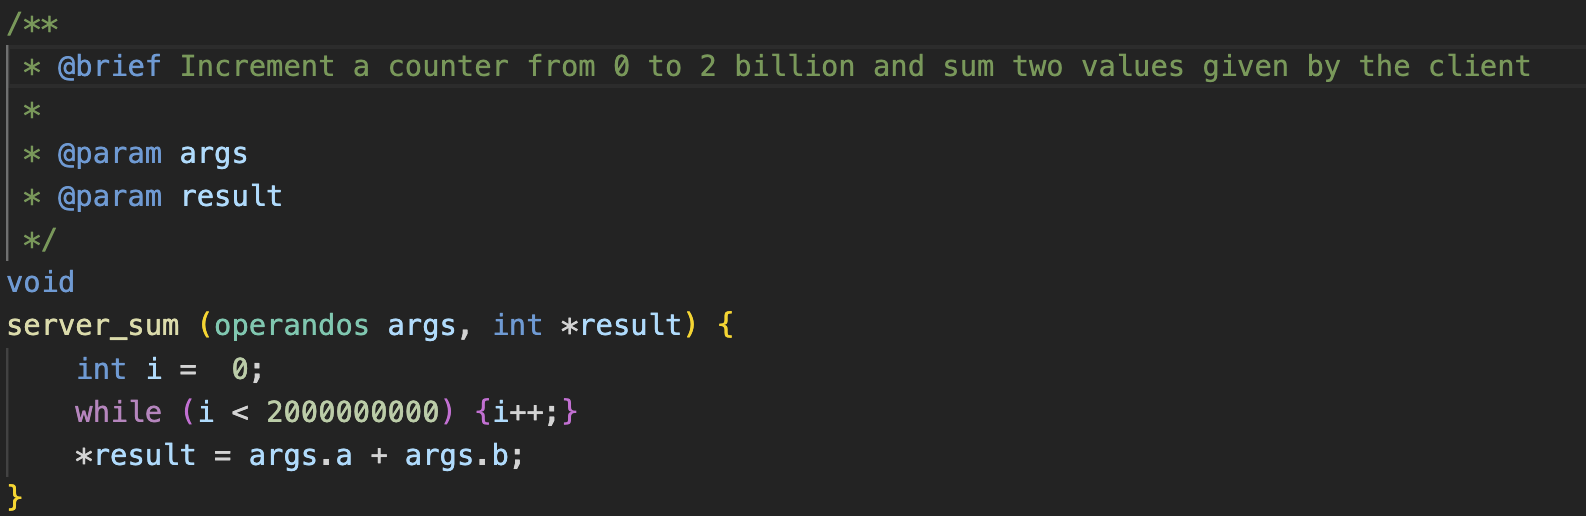 /**
 * @brief Increment a counter from 0 to 2 billion and sum two values given by the client
 *
 * @param args
 * @param result
 */
void
server_sum (operandos args, int *result) {
    int i =  0;
    while (i < 2000000000) {i++;}
    *result = args.a + args.b;
}